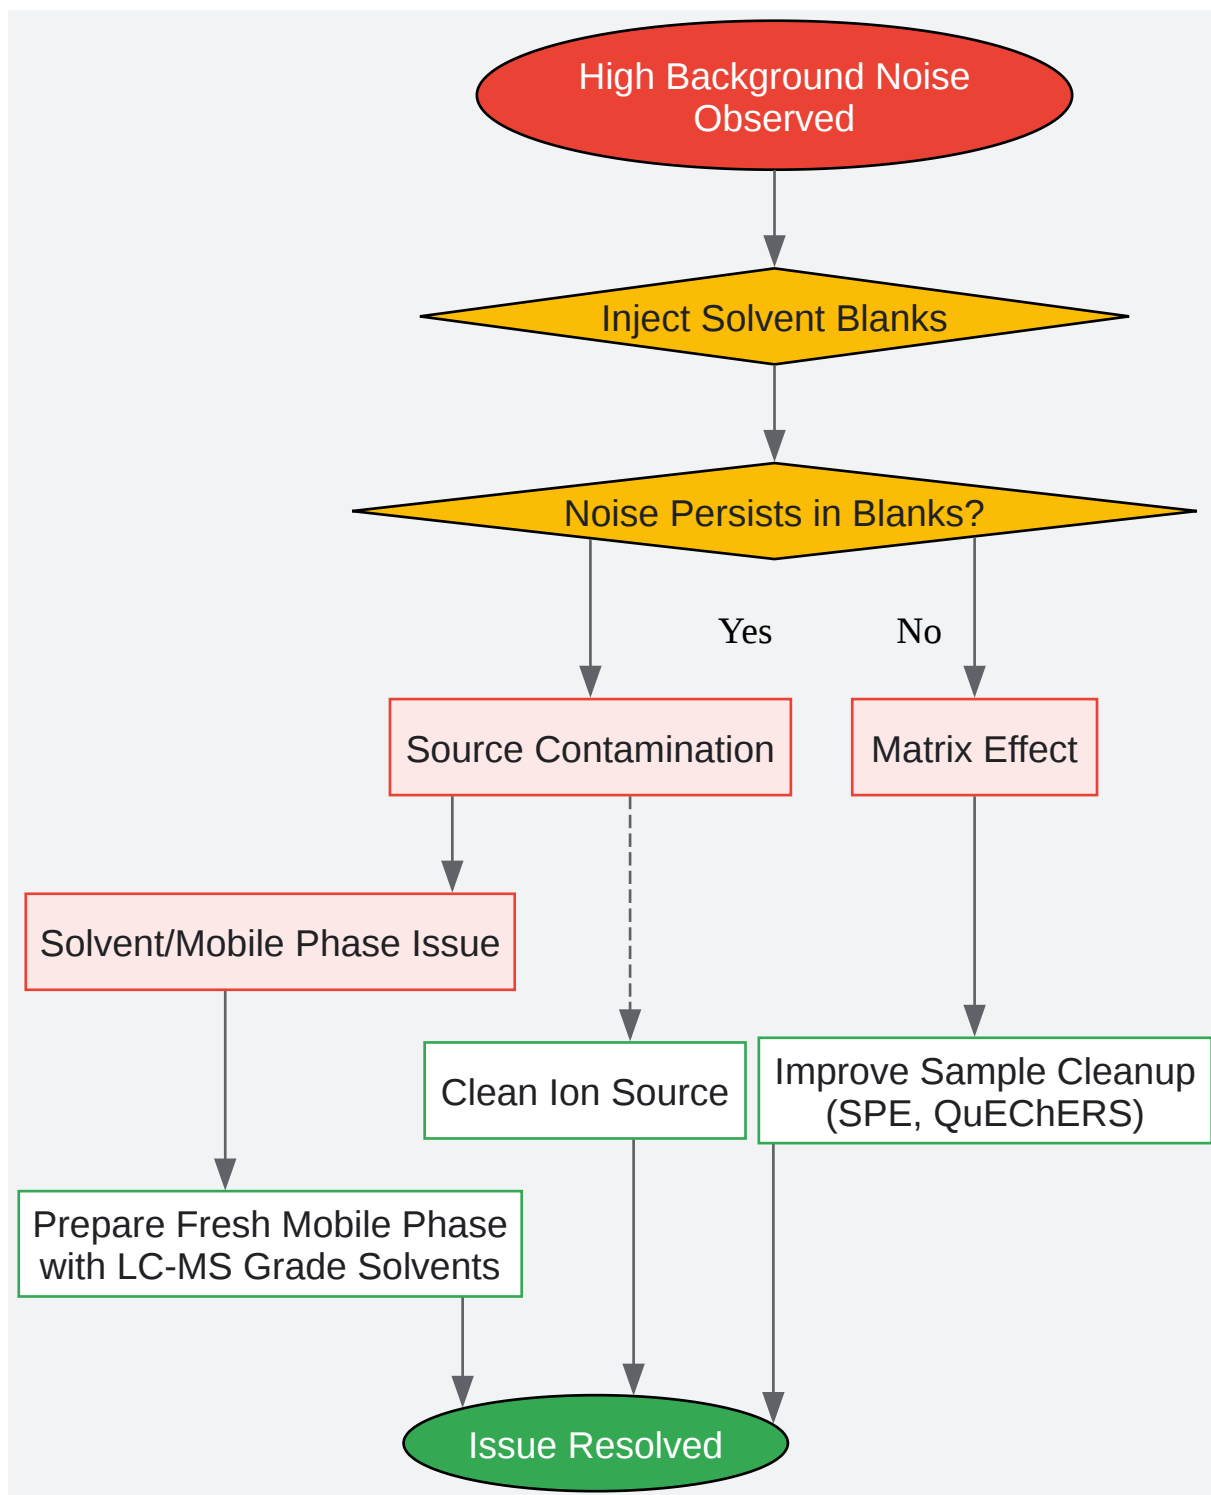 High Background Noise
Observed
Inject Solvent Blanks
Noise Persists in Blanks?
Yes
No
Source Contamination
Matrix Effect
Solvent/Mobile Phase Issue
Clean Ion Source
Improve Sample Cleanup
(SPE, QuEChERS)
Prepare Fresh Mobile Phase
with LC-MS Grade Solvents
Issue Resolved